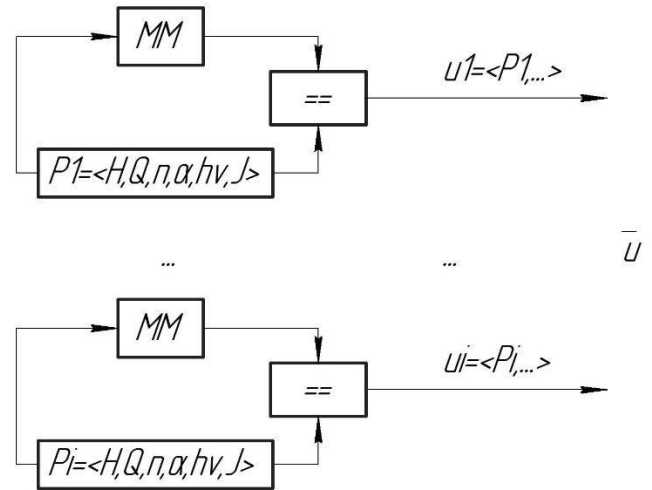 MM
u1=<P1,...>
==
P1=<H,Q,n,α,hv,J>
... ...
u
MM
ui=<Pi,...>
==
Pi=<H,Q,n,α,hv,J>